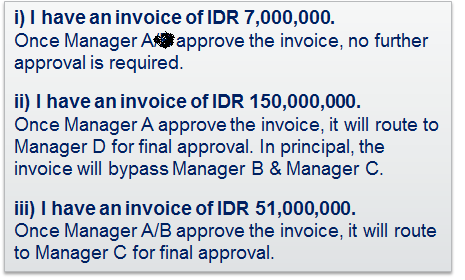 i) I have an invoice of IDR 7,000,000.
Once Manager A approve the invoice, no further
approval is required.
ii) I have an invoice of IDR 150,000,000.
Once Manager A approve the invoice, it will route to
Manager D for final approval. In principal, the
invoice will bypass Manager B & Manager C.
iii) I have an invoice of IDR 51,000,000.
Once Manager A/B approve the invoice, it will route
to Manager C for final approval.